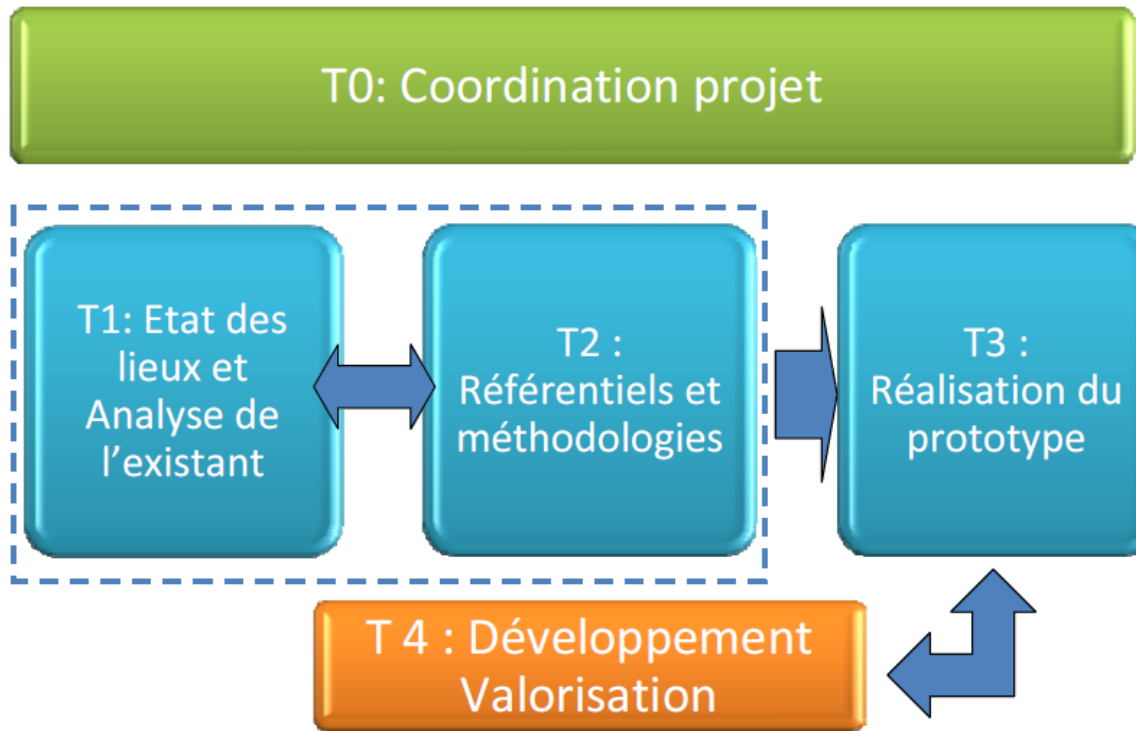 T0: Coordination projet
T1: Etat des
lieux et
Analyse de
l’existant
T2 :
Référentiels et
méthodologies
T3 :
Réalisation du
prototype
T 4 : Développement
Valorisation